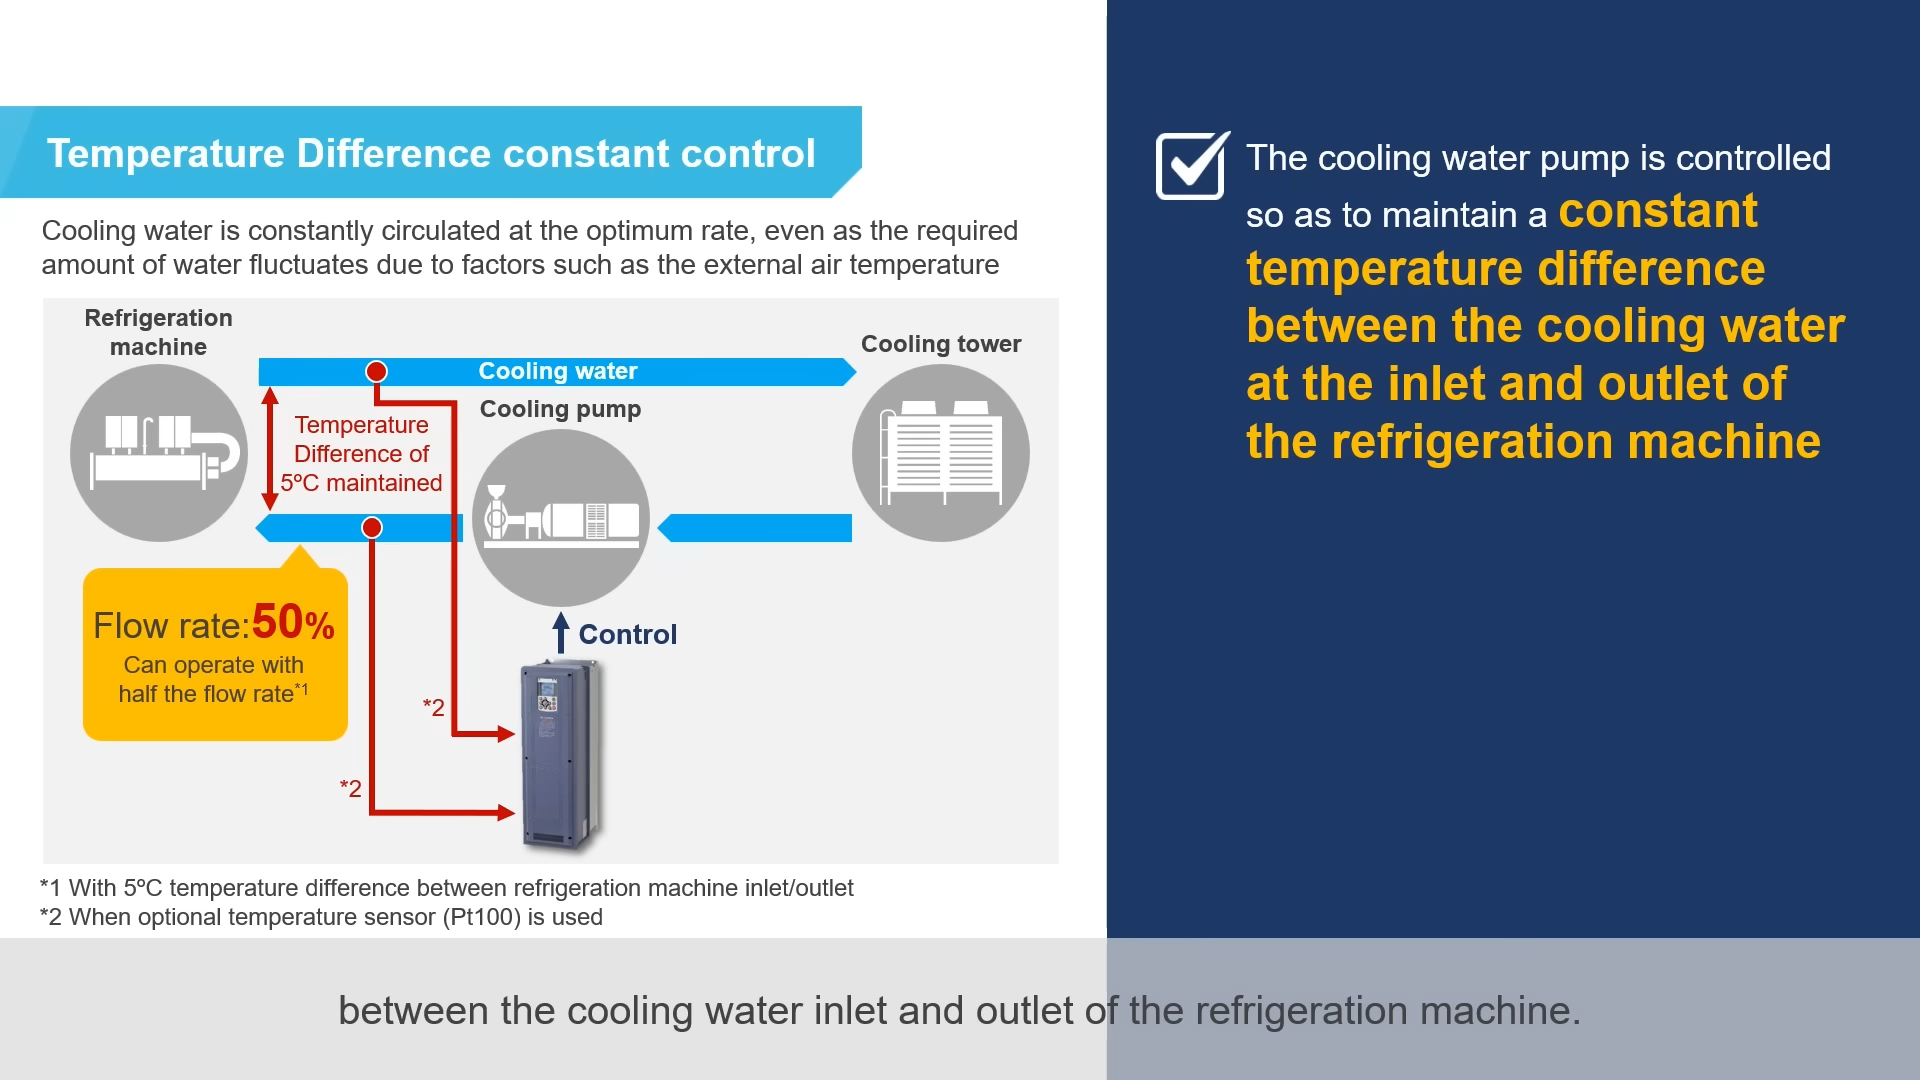 Temperature Difference constant control
Cooling water is constantly circulated at the optimum rate, even as the required
amount of water fluctuates due to factors such as the external air temperature
Refrigeration
machine
Cooling water
Cooling tower
Cooling pump
Temperature
Difference of
5ºC maintained
Flow rate:50%
Can operate with
half the flow rate*1
Control
*2
*2
*1 With 5ºC temperature difference between refrigeration machine inlet/outlet
*2 When optional temperature sensor (Pt100) is used
The cooling water pump is controlled
so as to maintain a constant
temperature difference
between the cooling water
at the inlet and outlet of
the refrigeration machine
between the cooling water inlet and outlet of the refrigeration machine.